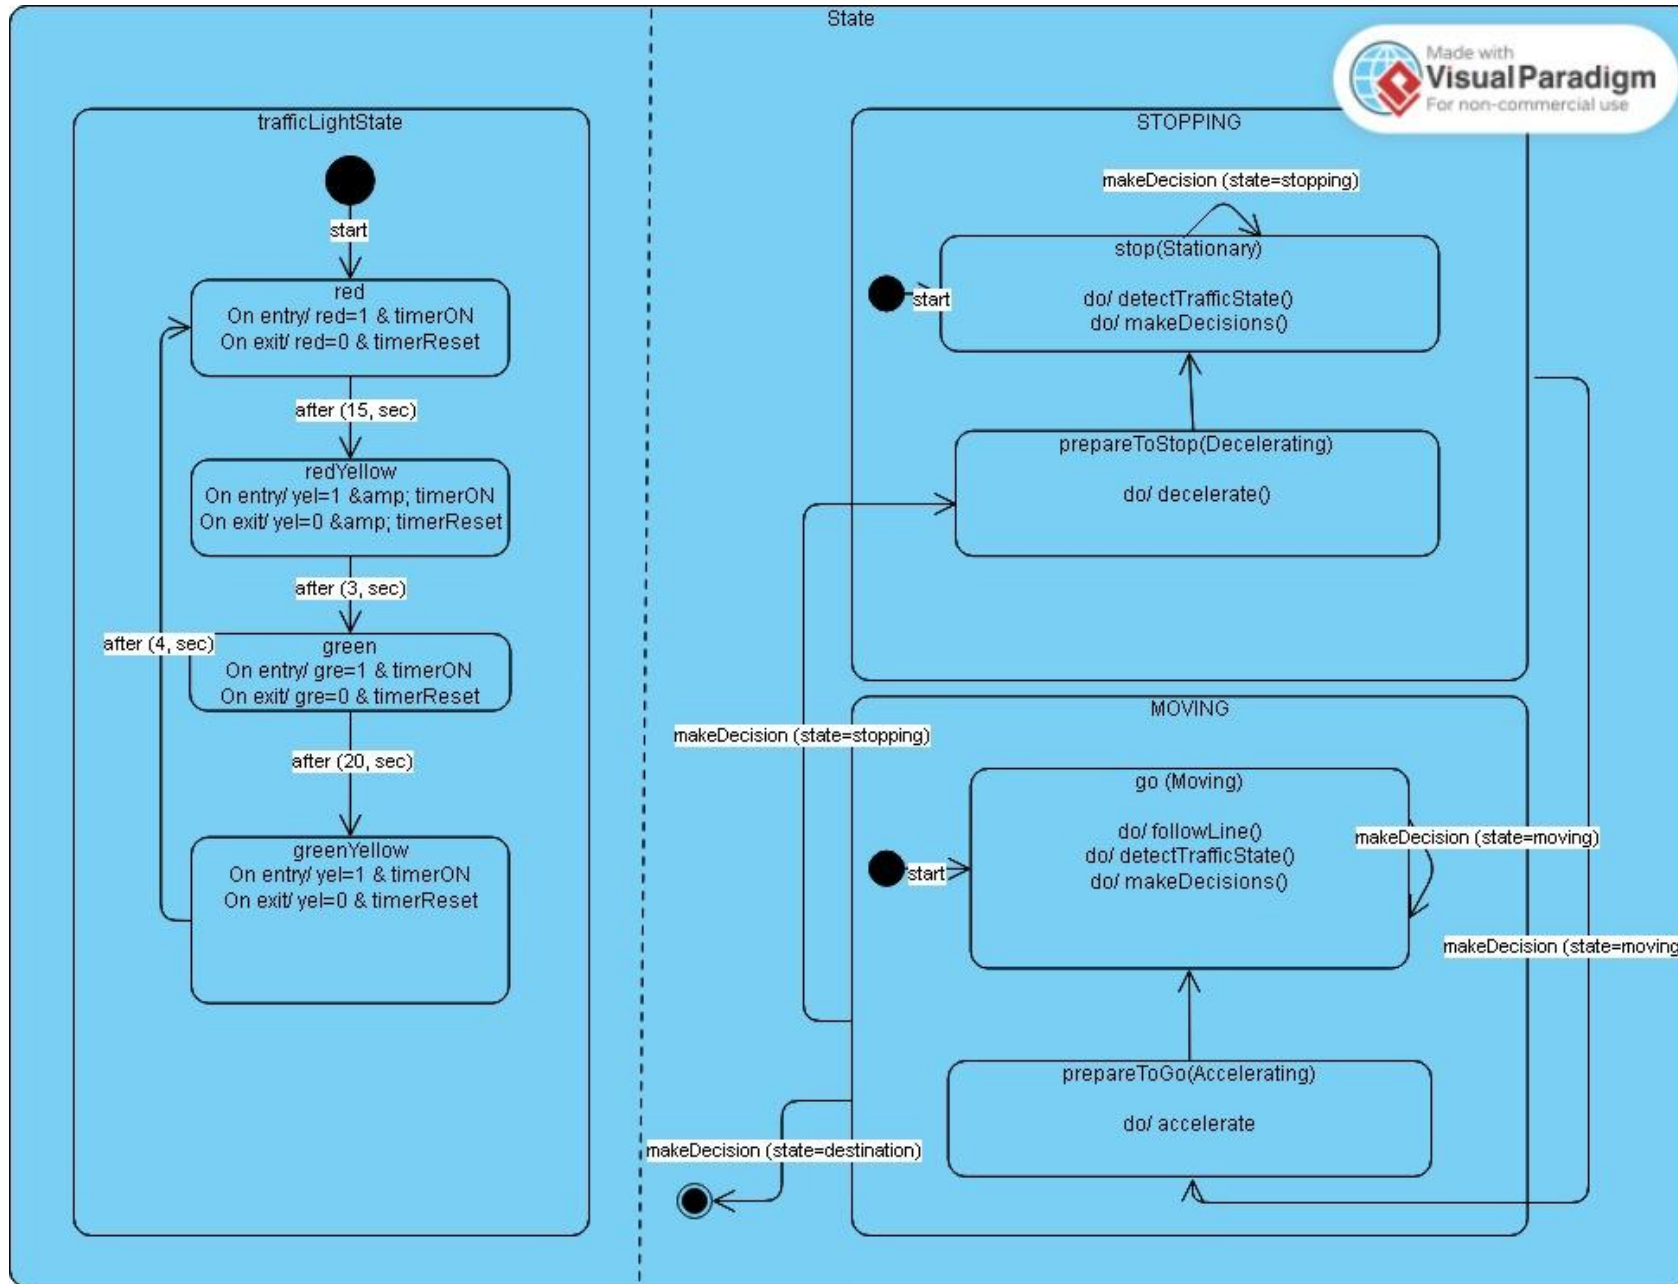 State
Made with
Visual Paradigm
For non-commercial use
trafficLightState
start
red
On entry/ red=1 & timerON
On exit/ red=0 & timerReset
after (15, sec)
redYellow
On entry/ yel=1 &amp; timerON
On exit/ yel=0 &amp; timerReset
after (3, sec)
after (4, sec)
green
On entry/ gre=1 & timerON
On exit/ gre=0 & timerReset
after (20, sec)
greenYellow
On entry/ yel=1 & timerON
On exit/ yel=0 & timerReset
STOPPING
makeDecision (state=stopping)
stop(Stationary)
start
do/ detectTrafficState()
do/ makeDecisions()
prepareToStop(Decelerating)
do/ decelerate()
makeDecision (state=stopping)
MOVING
go (Moving)
start
do/ followLine()
do/ detectTrafficState()
do/ makeDecisions()
makeDecision (state=moving)
makeDecision (state=moving
prepareToGo(Accelerating)
do/ accelerate
makeDecision (state=destination)